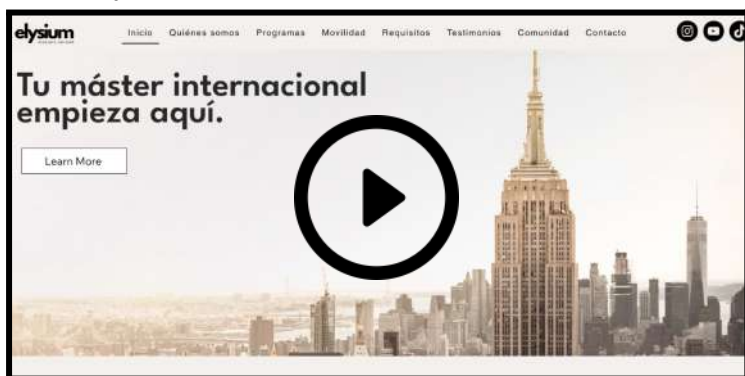 elysium
Inicio Quiénes somos Programas Movilidad Requisitos Testimonios Comunidad Contacto
Tu máster internacional
empieza aquí.
Learn More